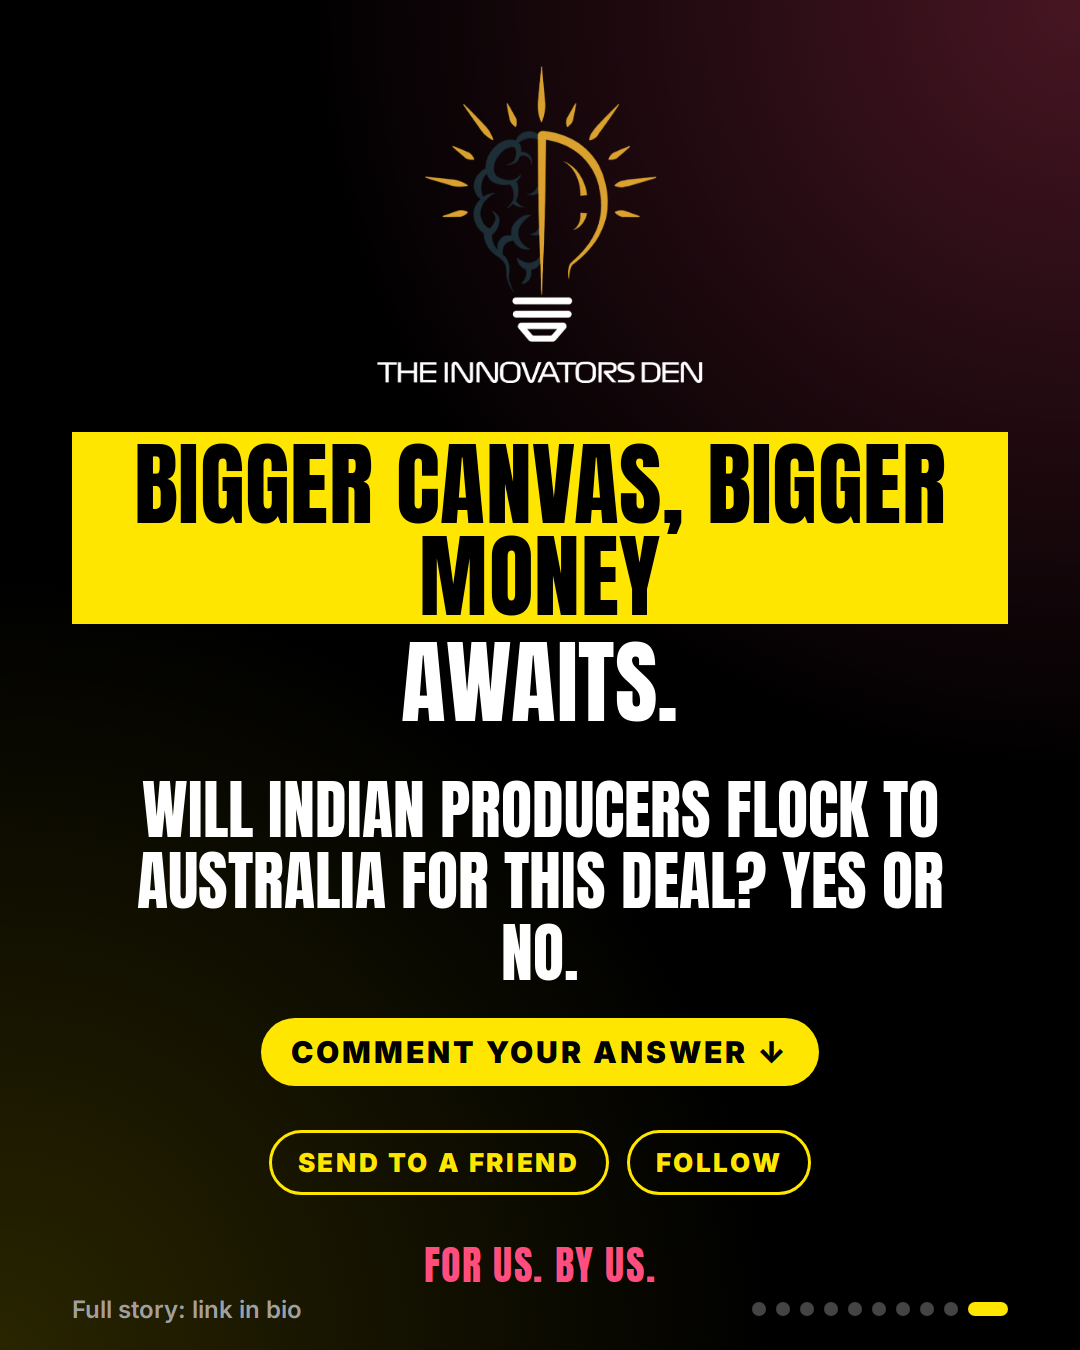 THE INNOVATORS DEN
BIGGER CANVAS, BIGGER
MONEY
AWAITS.
WILL INDIAN PRODUCERS FLOCK TO
AUSTRALIA FOR THIS DEAL? YES OR
NO.
COMMENT YOUR ANSWER ↓
SEND TO A FRIEND
FOLLOW
FOR US. BY US.
Full story: link in bio